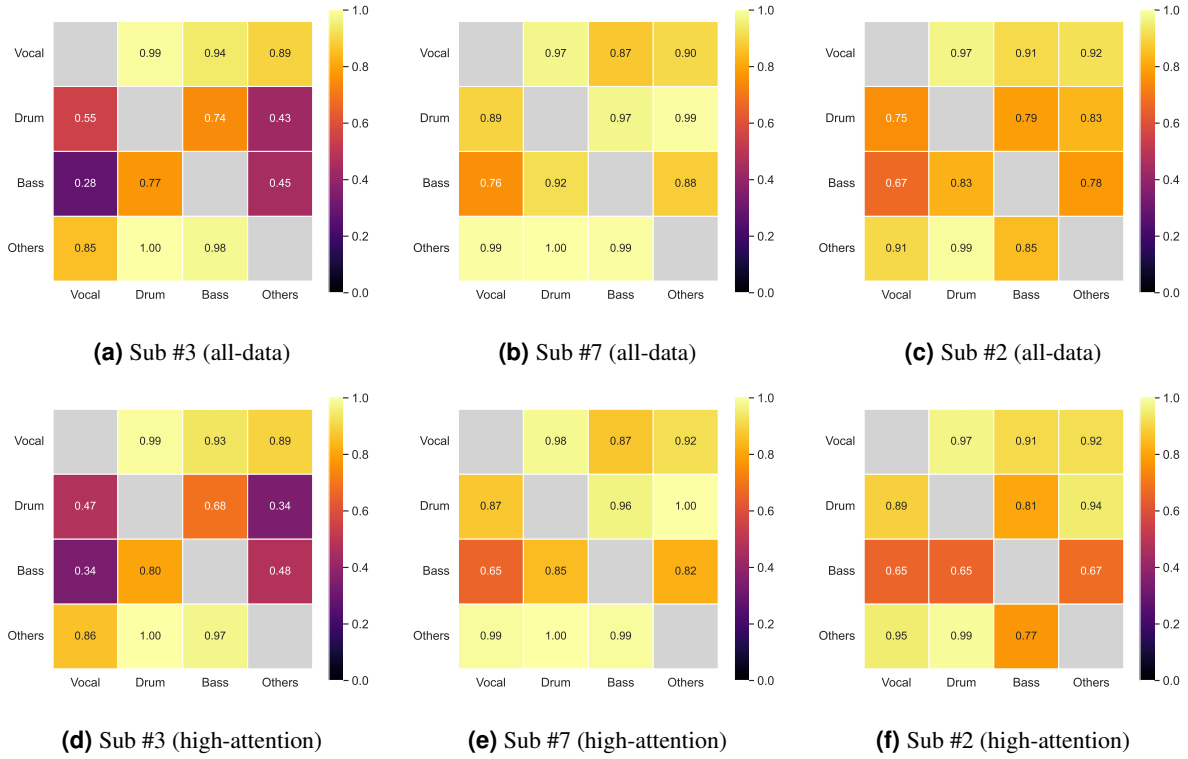 Vocal 0.99 0.94 0.89
Drum 0.55 0.74 0.43
Bass 0.28 0.77 0.45
Others 0.85 1.00 0.98
Vocal Drum Bass Others
1.0
0.8
0.6
0.4
0.2
0.0
(a) Sub #3 (all-data)
Vocal 0.97 0.87 0.90
Drum 0.89 0.97 0.99
Bass 0.76 0.92 0.88
Others 0.99 1.00 0.99
Vocal Drum Bass Others
1.0
0.8
0.6
0.4
0.2
0.0
(b) Sub #7 (all-data)
Vocal 0.97 0.91 0.92
Drum 0.75 0.79 0.83
Bass 0.67 0.83 0.78
Others 0.91 0.99 0.85
Vocal Drum Bass Others
1.0
0.8
0.6
0.4
0.2
0.0
(c) Sub #2 (all-data)
Vocal 0.99 0.93 0.89
Drum 0.47 0.68 0.34
Bass 0.34 0.80 0.48
Others 0.86 1.00 0.97
Vocal Drum Bass Others
1.0
0.8
0.6
0.4
0.2
0.0
(d) Sub #3 (high-attention)
Vocal 0.98 0.87 0.92
Drum 0.87 0.96 1.00
Bass 0.65 0.85 0.82
Others 0.99 1.00 0.99
Vocal Drum Bass Others
1.0
0.8
0.6
0.4
0.2
0.0
(e) Sub #7 (high-attention)
Vocal 0.97 0.91 0.92
Drum 0.89 0.81 0.94
Bass 0.65 0.65 0.67
Others 0.95 0.99 0.77
Vocal Drum Bass Others
1.0
0.8
0.6
0.4
0.2
0.0
(f) Sub #2 (high-attention)